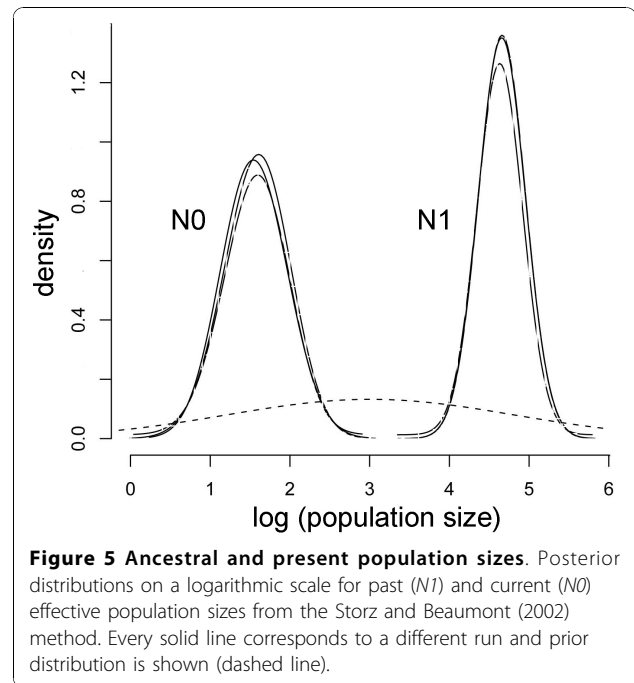 density
0.0
0.4
0.8
1.2
N0
N1
0 1 2 3 4 5 6
log (population size)
Figure 5 Ancestral and present population sizes. Posterior
distributions on a logarithmic scale for past (N1) and current (N0)
effective population sizes from the Storz and Beaumont (2002)
method. Every solid line corresponds to a different run and prior
distribution is shown (dashed line).